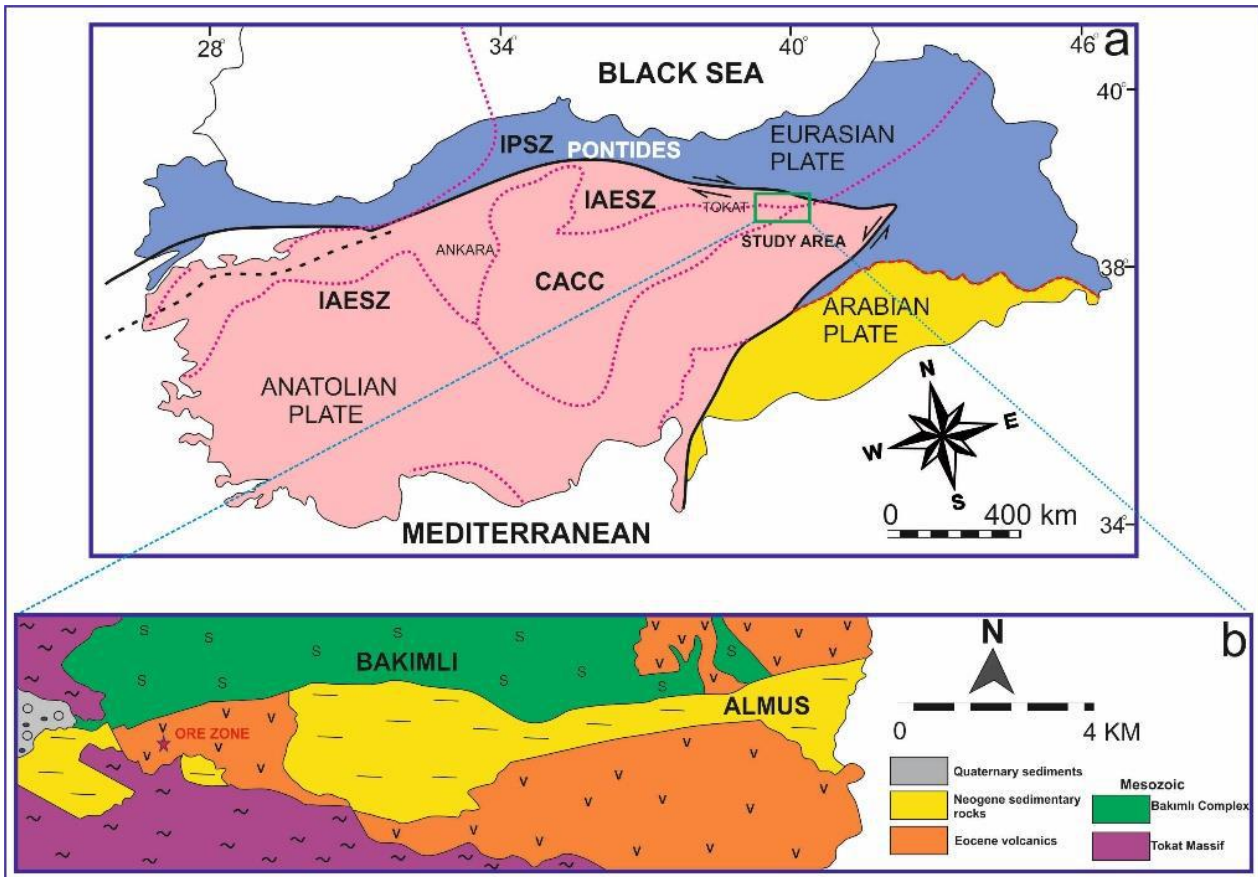 28°
34°
40°
46°
a
BLACK SEA
40°
EURASIAN
PLATE
IPSZ
PONTIDES
IAESZ
TOKAT
STUDY AREA
ANKARA
38°
CACC
IAESZ
ARABIAN
PLATE
ANATOLIAN
PLATE
N
E
W
S
0 400 km
MEDITERRANEAN
34°
b
N
S S S S S S S S
BAKIMLI
V V V V V V V
ALMUS
0 4 KM
ORE ZONE
V V V V V V V V V V V V V V V V V V
Quaternary sediments
Mesozoic
Neogene sedimentary
rocks
Bakımlı Complex
Eocene volcanics
Tokat Massif